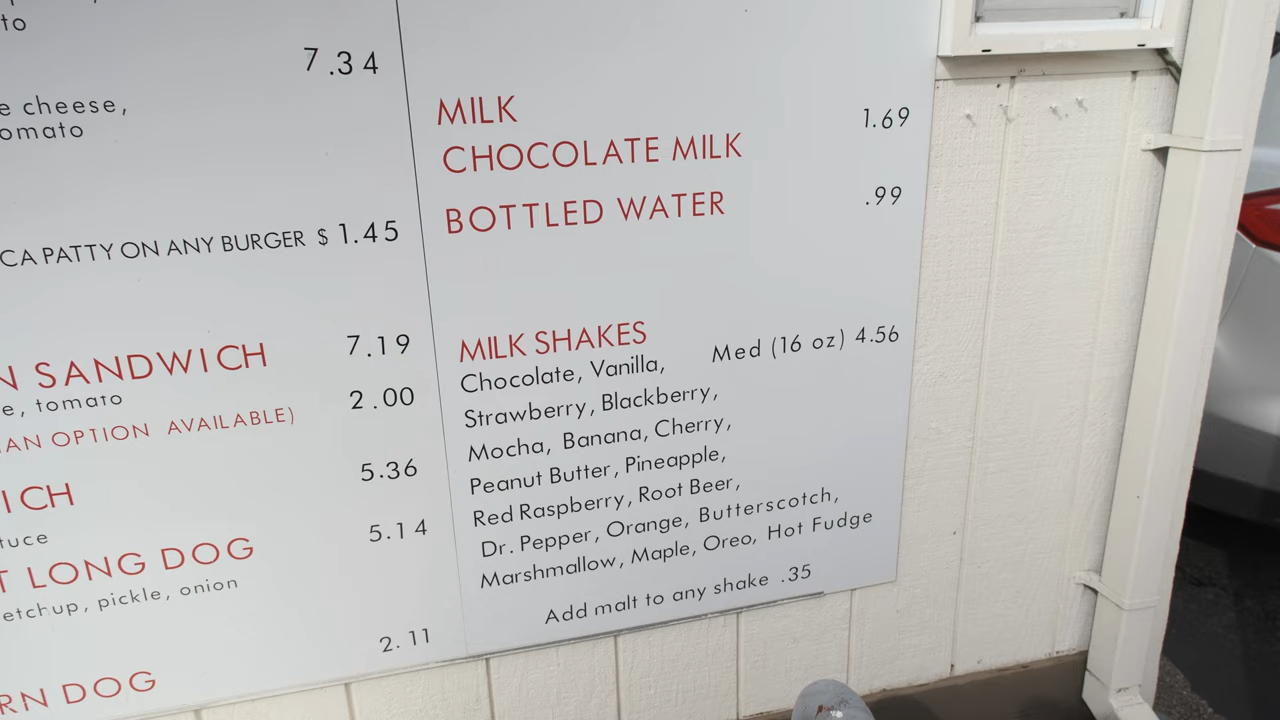 to
7.34
e cheese,
omato
CA PATTY ON ANY BURGER $ 1.45
N SANDWICH 7.19
e, tomato
AN OPTION AVAILABLE) 2.00
ICH 5.36
tuce
T LONG DOG 5.14
etchup, pickle, onion
RN DOG 2.11
MILK
CHOCOLATE MILK 1.69
BOTTLED WATER .99
MILK SHAKES Med (16 oz) 4.56
Chocolate, Vanilla,
Strawberry, Blackberry,
Mocha, Banana, Cherry,
Peanut Butter, Pineapple,
Red Raspberry, Root Beer,
Dr. Pepper, Orange, Butterscotch,
Marshmallow, Maple, Oreo, Hot Fudge
Add malt to any shake .35